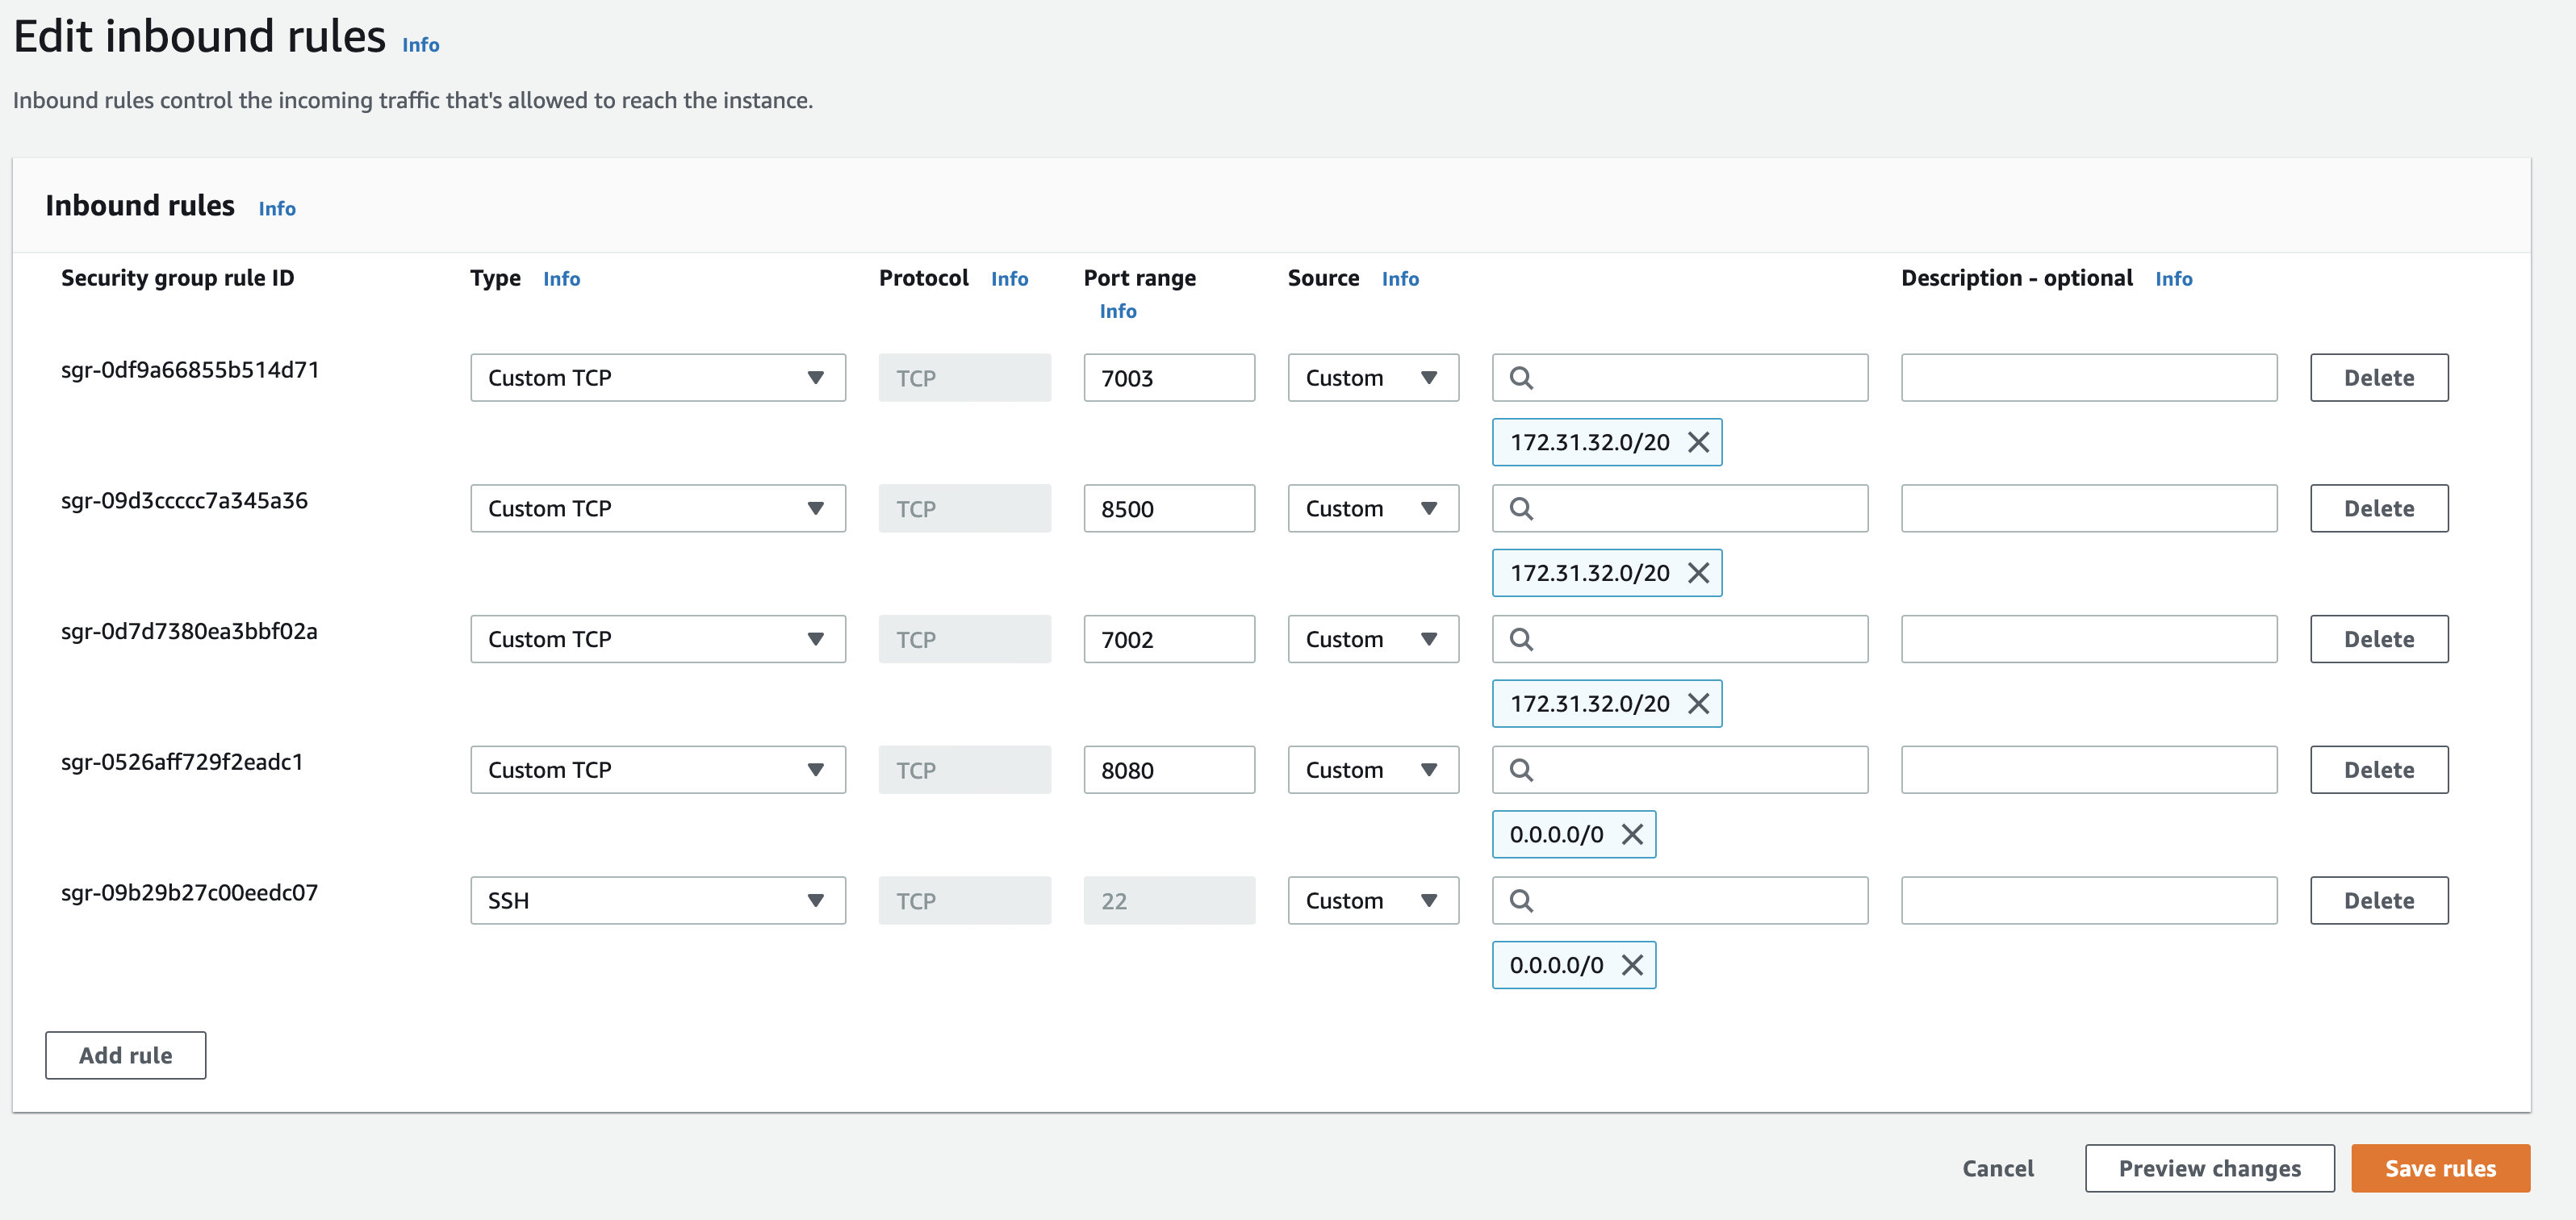 Edit inbound rules Info
Inbound rules control the incoming traffic that's allowed to reach the instance.
Inbound rules Info
Security group rule ID Type Info Protocol Info Port range Info Source Info Description - optional Info
sgr-0df9a66855b514d71 Custom TCP TCP 7003 Custom Delete
172.31.32.0/20
sgr-09d3ccccc7a345a36 Custom TCP TCP 8500 Custom Delete
172.31.32.0/20
sgr-0d7d7380ea3bbf02a Custom TCP TCP 7002 Custom Delete
172.31.32.0/20
sgr-0526aff729f2eadc1 Custom TCP TCP 8080 Custom Delete
0.0.0.0/0
sgr-09b29b27c00eedc07 SSH TCP 22 Custom Delete
0.0.0.0/0
Add rule
Cancel Preview changes Save rules